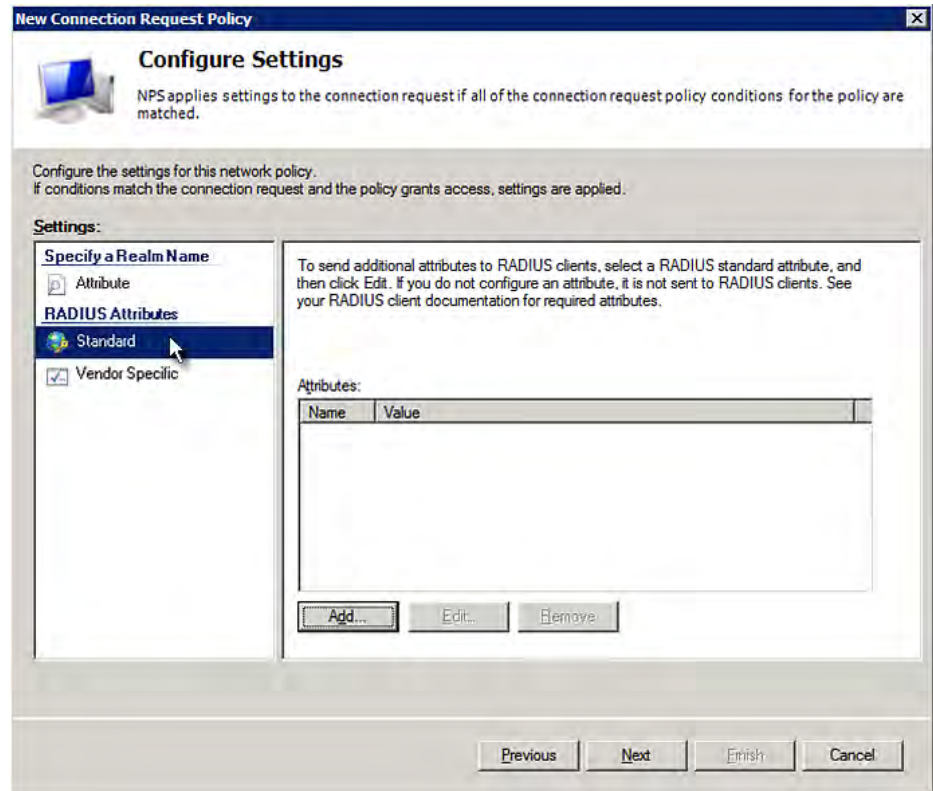 New Connection Request Policy
Configure Settings
NPS applies settings to the connection request if all of the connection request policy conditions for the policy are
matched.
Configure the settings for this network policy.
If conditions match the connection request and the policy grants access, settings are applied.
Settings:
Specify a Realm Name
Attribute
RADIUS Attributes
Standard
Vendor Specific
To send additional attributes to RADIUS clients, select a RADIUS standard attribute, and
then click Edit. If you do not configure an attribute, it is not sent to RADIUS clients. See
your RADIUS client documentation for required attributes.
Attributes:
Name Value
Add... Edit... Remove
Previous Next Finish Cancel